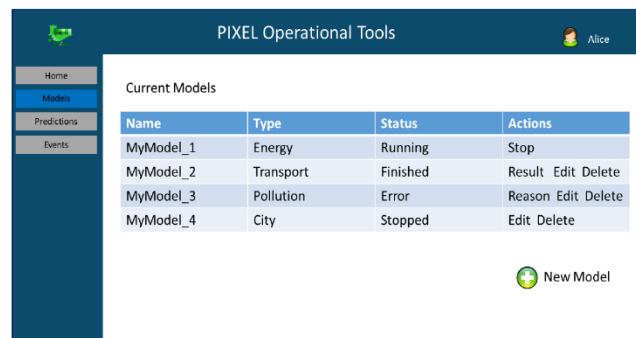 PIXEL Operational Tools
Alice
Home
Models
Predictions
Events
Current Models
Name Type Status Actions
MyModel_1 Energy Running Stop
MyModel_2 Transport Finished Result Edit Delete
MyModel_3 Pollution Error Reason Edit Delete
MyModel_4 City Stopped Edit Delete
New Model